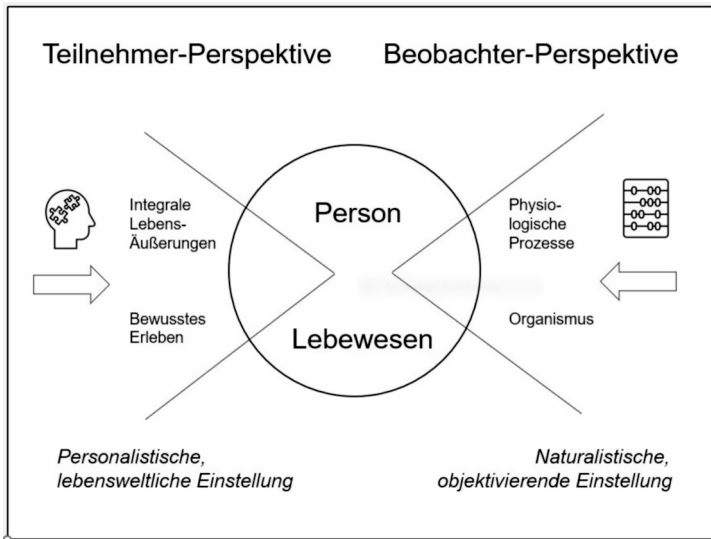 Teilnehmer-Perspektive
Beobachter-Perspektive
Integrale
Lebens-
Äußerungen
Person
Physio-
logische
Prozesse
Bewusstes
Erleben
Lebewesen
Organismus
Personalistische,
lebensweltliche Einstellung
Naturalistische,
objektivierende Einstellung